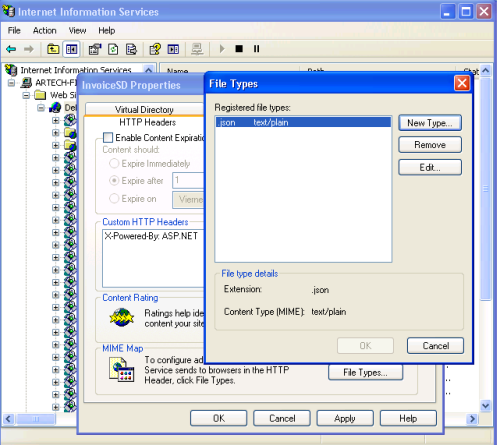 Internet Information Services
File Action View Help
Internet Information Services
Name
Path
ARTECH-F
Web Si
InvoiceSD Properties
Virtual Directory
HTTP Headers
Enable Content Expiratio
Content should:
Expire Immediately
Expire after 1
Expire on Vierne
Custom HTTP Headers
X-Powered-By: ASP.NET
Content Rating
Ratings help ide
content your site
MIME Map
To configure ad
Service sends to browsers in the HTTP
Header, click File Types.
File Types...
OK Cancel Apply Help
File Types
Registered file types:
.json text/plain
New Type...
Remove
Edit...
File type details
Extension: .json
Content Type (MIME): text/plain
OK Cancel